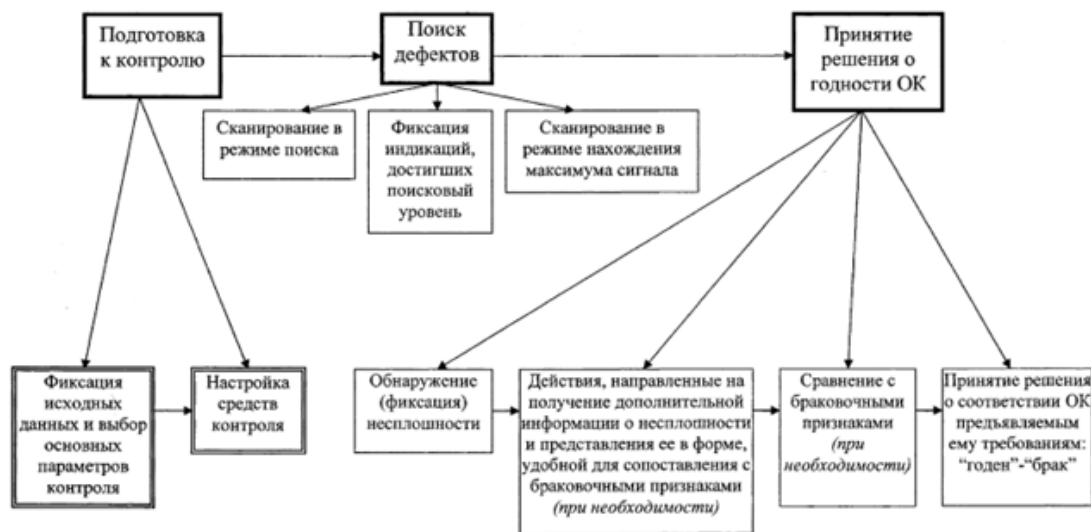 Подготовка
к контролю
Поиск
дефектов
Принятие
решения о
годности ОК
Сканирование в
режиме поиска
Фиксация
индикаций,
достигших
поисковый
уровень
Сканирование в
режиме нахождения
максимума сигнала
Фиксация
исходных
данных и выбор
основных
параметров
контроля
Настройка
средств
контроля
Обнаружение
(фиксация)
несплошности
Действия, направленные на
получение дополнительной
информации о несплошности
и представления ее в форме,
удобной для сопоставления с
браковочными признаками
(при необходимости)
Сравнение с
браковочными
признаками
(при
необходимости)
Принятие решения
о соответствии ОК
предъявляемым
ему требованиям:
“годен”-“брак”